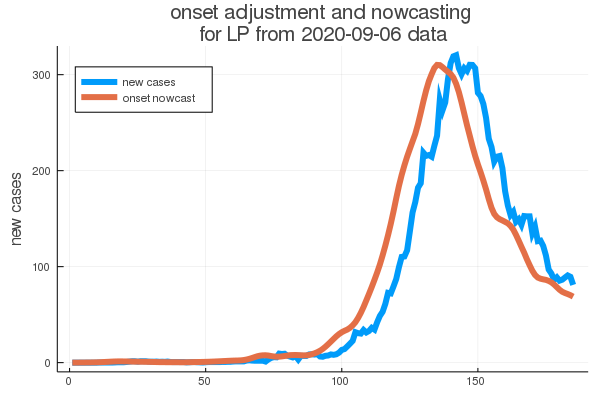 onset adjustment and nowcasting
for LP from 2020-09-06 data
new cases
onset nowcast
new cases
300
200
100
0
0
50
100
150